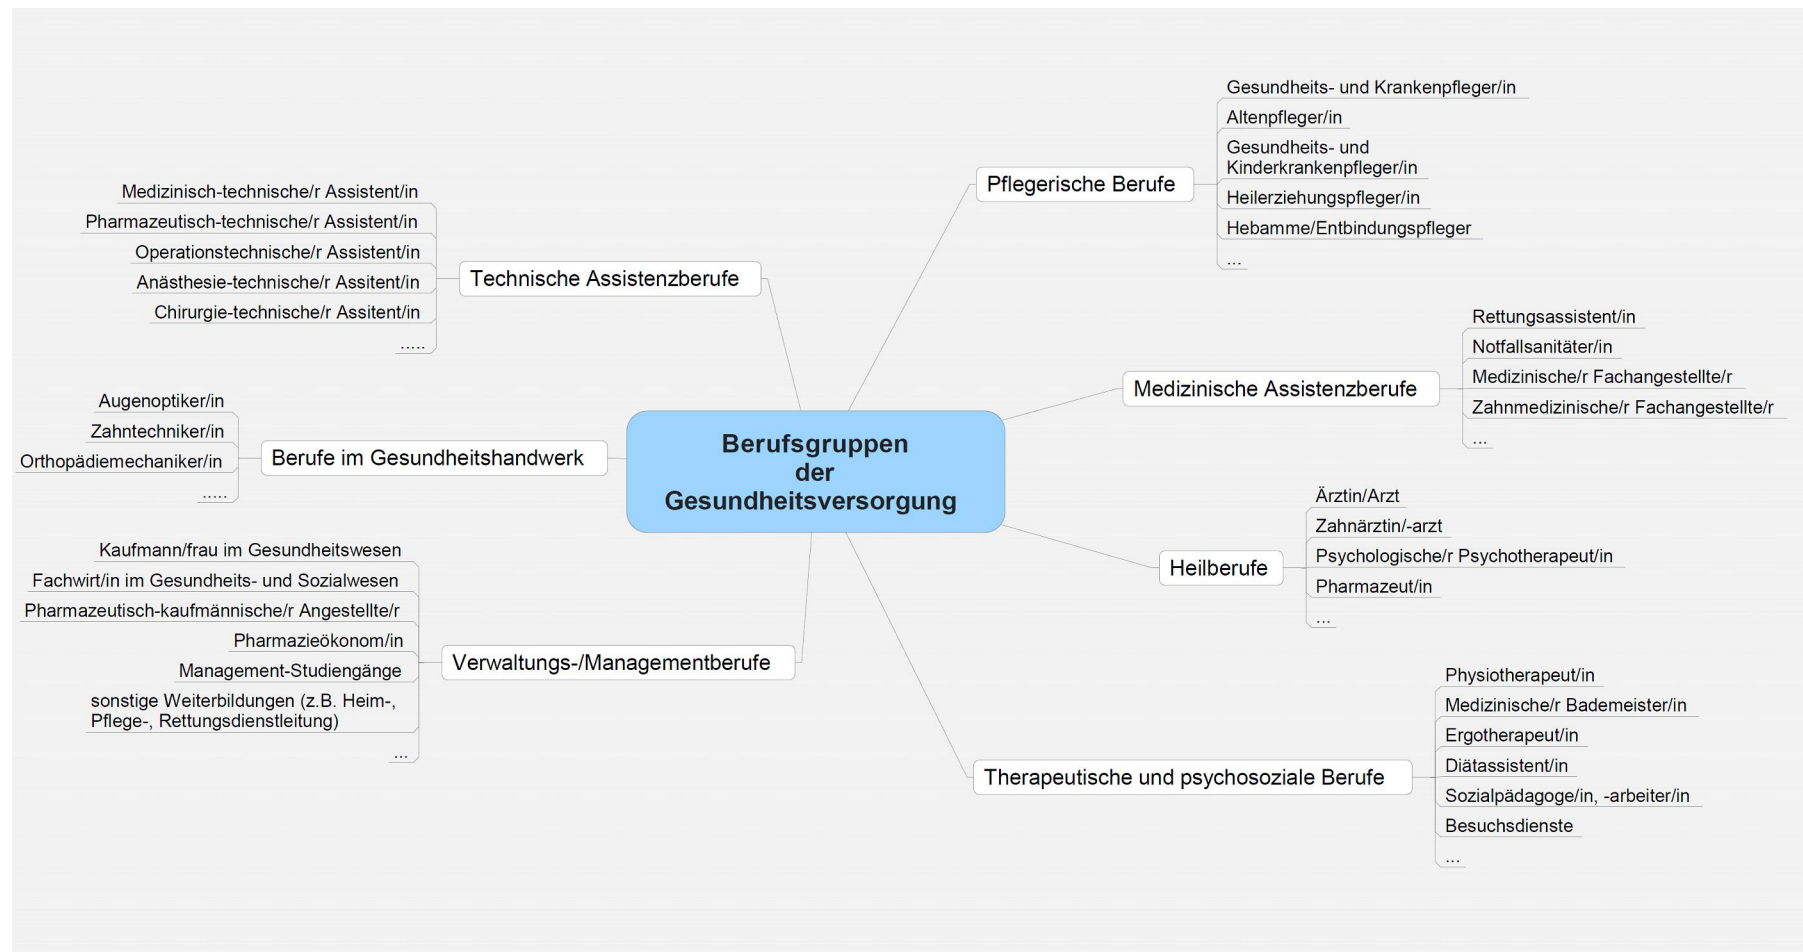 Berufsgruppen
der
Gesundheitsversorgung
Pflegerische Berufe
Gesundheits- und Krankenpfleger/in
Altenpfleger/in
Gesundheits- und
Kinderkrankenpfleger/in
Heilerziehungspfleger/in
Hebamme/Entbindungspfleger
...
Medizinische Assistenzberufe
Rettungsassistent/in
Notfallsanitäter/in
Medizinische/r Fachangestellte/r
Zahnmedizinische/r Fachangestellte/r
...
Heilberufe
Ärztin/Arzt
Zahnärztin/-arzt
Psychologische/r Psychotherapeut/in
Pharmazeut/in
...
Therapeutische und psychosoziale Berufe
Physiotherapeut/in
Medizinische/r Bademeister/in
Ergotherapeut/in
Diätassistent/in
Sozialpädagoge/in, -arbeiter/in
Besuchsdienste
...
Technische Assistenzberufe
Medizinisch-technische/r Assistent/in
Pharmazeutisch-technische/r Assistent/in
Operationstechnische/r Assistent/in
Anästhesie-technische/r Assitent/in
Chirurgie-technische/r Assitent/in
.....
Berufe im Gesundheitshandwerk
Augenoptiker/in
Zahntechniker/in
Orthopädiemechaniker/in
.....
Verwaltungs-/Managementberufe
Kaufmann/frau im Gesundheitswesen
Fachwirt/in im Gesundheits- und Sozialwesen
Pharmazeutisch-kaufmännische/r Angestellte/r
Pharmazieökonom/in
Management-Studiengänge
sonstige Weiterbildungen (z.B. Heim-,
Pflege-, Rettungsdienstleitung)
...